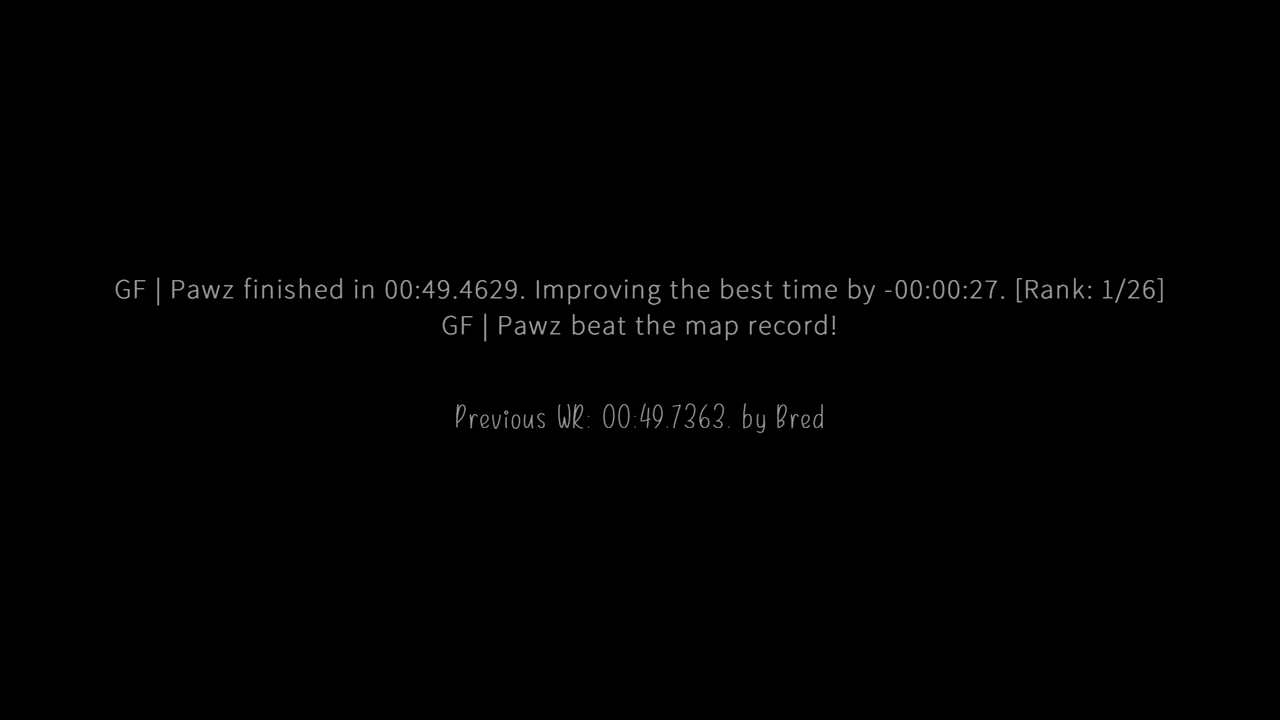 GF | Pawz finished in 00:49.4629. Improving the best time by -00:00:27. [Rank: 1/26]
GF | Pawz beat the map record!
Previous WR: 00:49.7363. by Bred